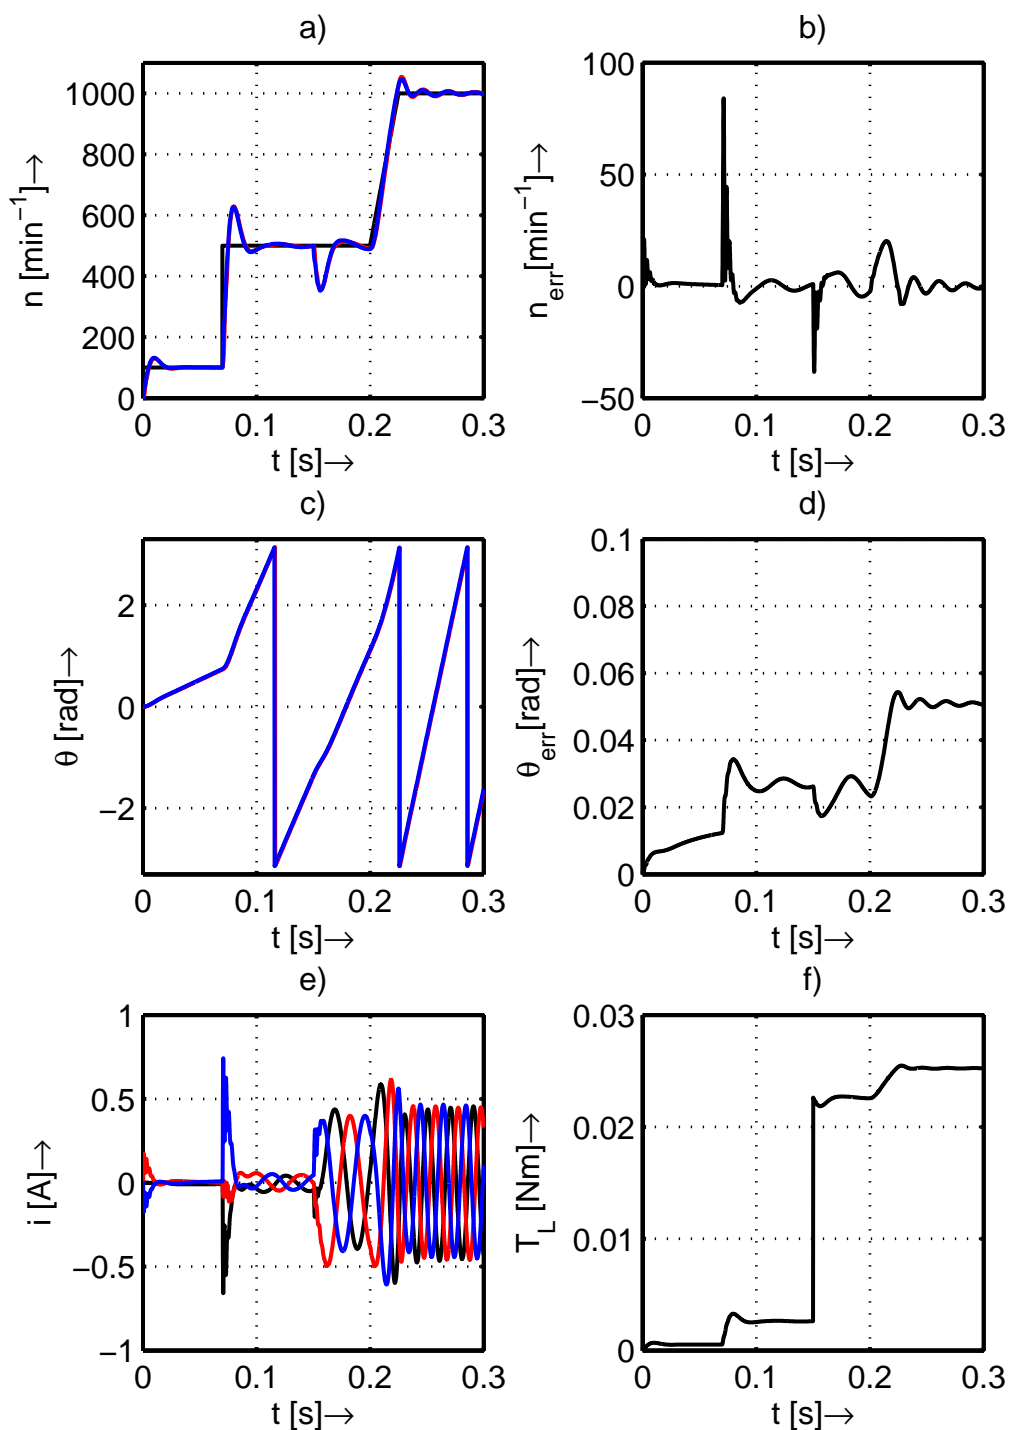 a)
n [min⁻¹]→
1000
800
600
400
200
0
0 0.1 0.2 0.3
t [s]→
b)
n_err[min⁻¹]→
100
50
0
−50
0 0.1 0.2 0.3
t [s]→
c)
θ [rad]→
2
0
−2
0 0.1 0.2 0.3
t [s]→
d)
θ_err[rad]→
0.1
0.08
0.06
0.04
0.02
0
0 0.1 0.2 0.3
t [s]→
e)
i [A]→
1
0.5
0
−0.5
−1
0 0.1 0.2 0.3
t [s]→
f)
T_L [Nm]→
0.03
0.02
0.01
0
0 0.1 0.2 0.3
t [s]→